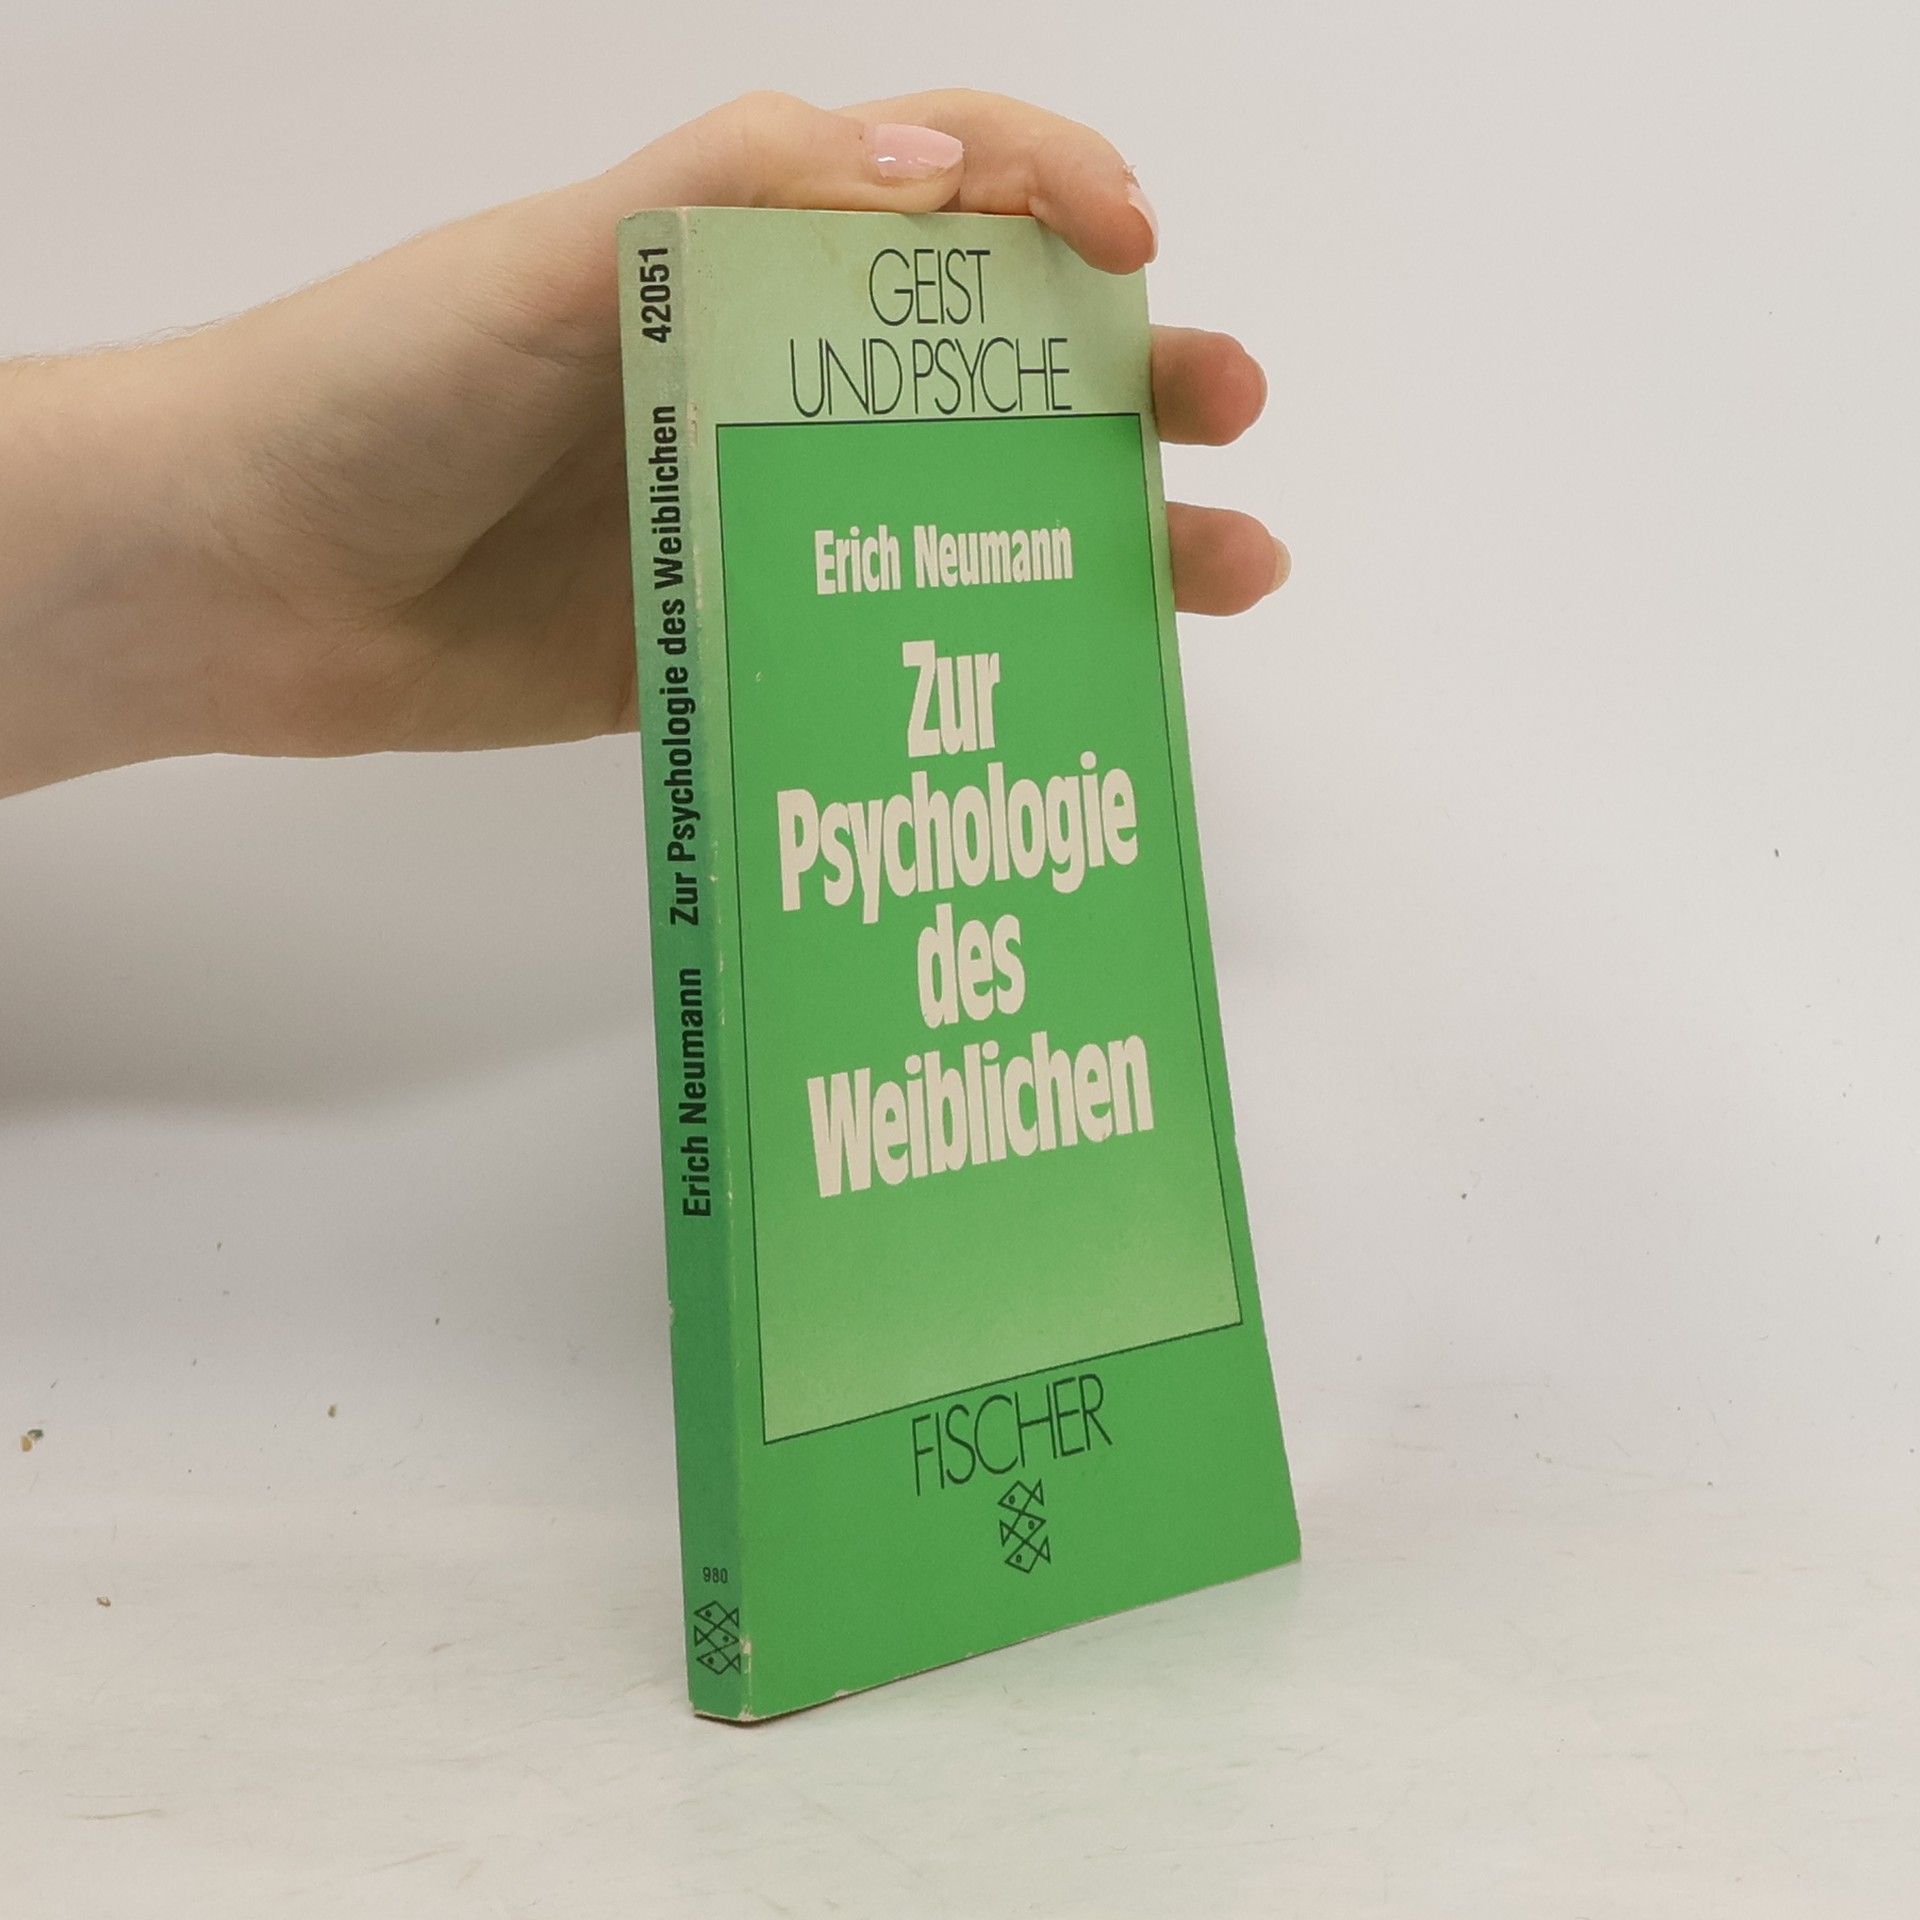 GEIST
UND PSYCHE
Erich Neumann
Zur
Psychologie
des
Weiblichen
FISCHER
Erich Neumann Zur Psychologie des Weiblichen 42051
980